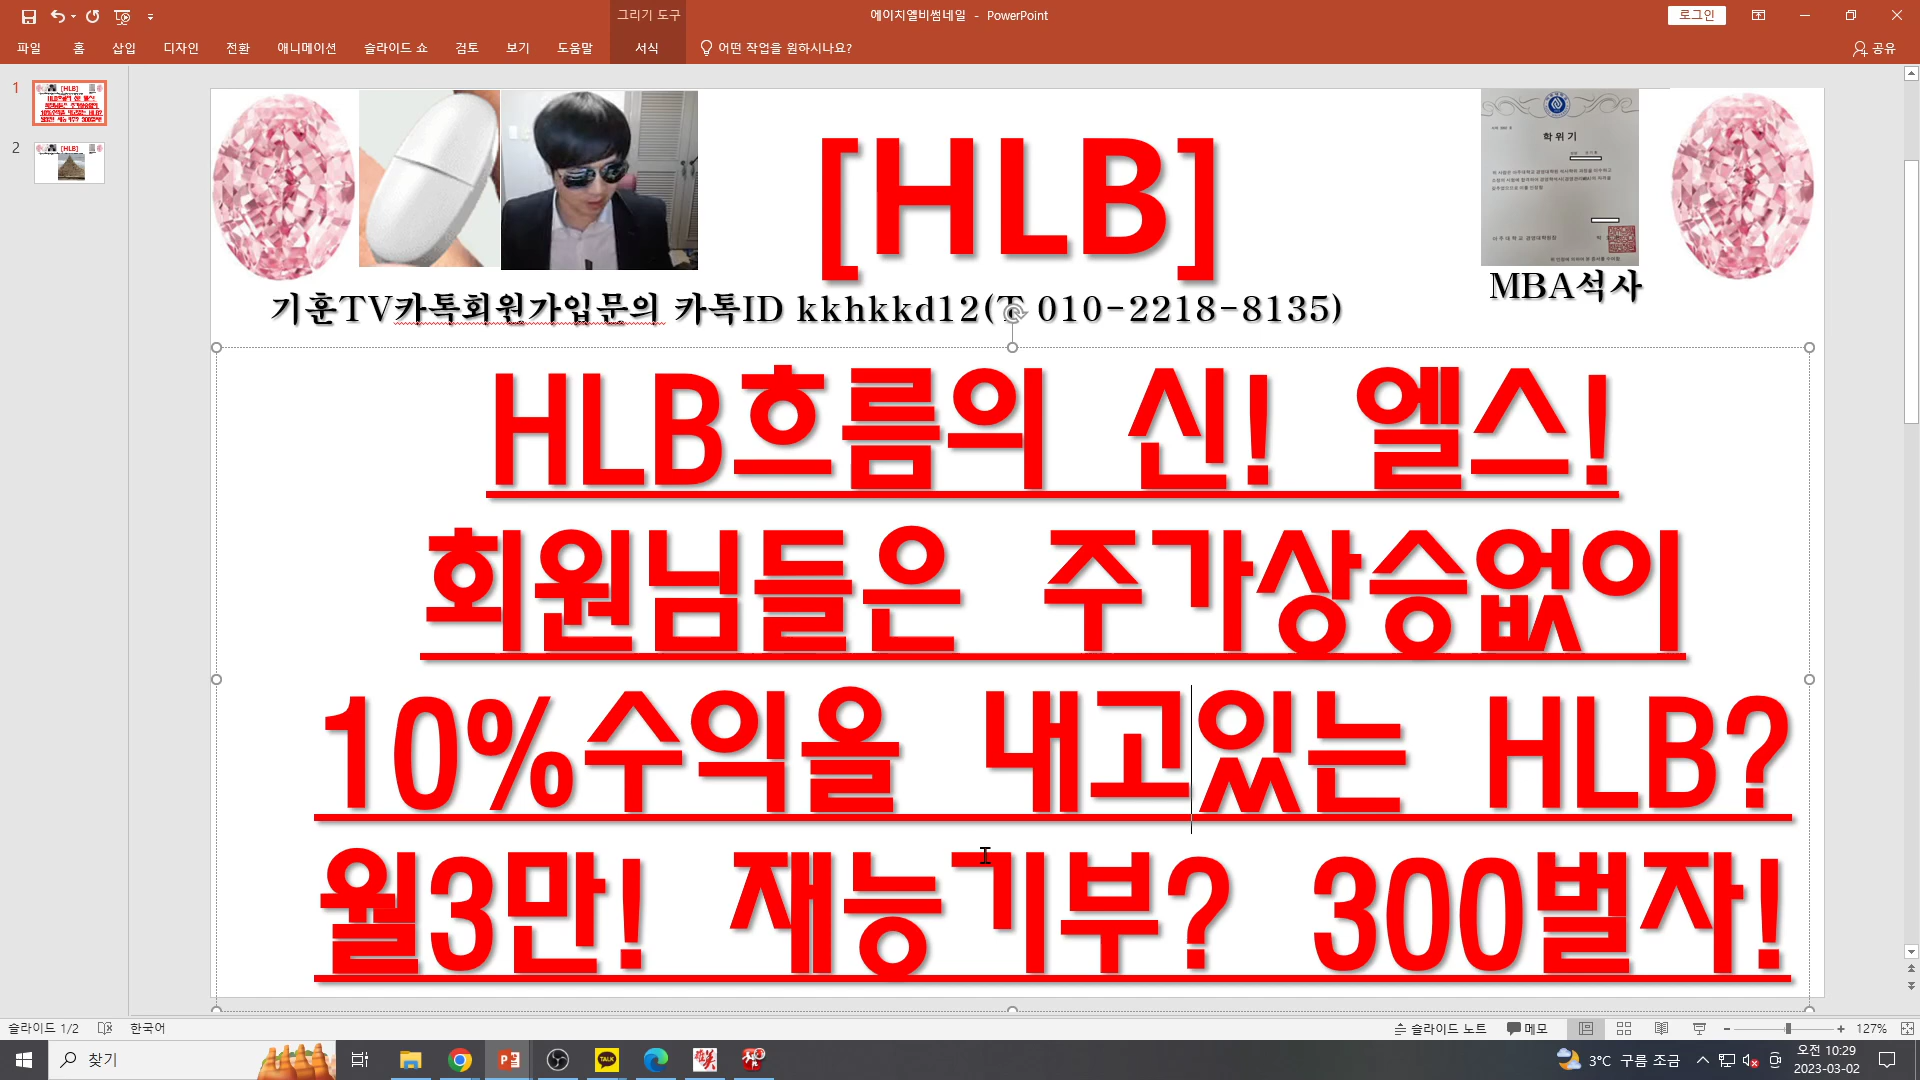 그리기 도구
에이치엘비썸네일 - PowerPoint
로그인
파일 홈 삽입 디자인 전환 애니메이션 슬라이드 쇼 검토 보기 도움말 서식 어떤 작업을 원하시나요? 공유
1
2
[HLB]
학 위 기
MBA석사
기훈TV카톡회원가입문의 카톡ID kkhkkd12(T 010-2218-8135)
HLB흐름의 신! 엘스!
회원님들은 주가상승없이
10%수익을 내고있는 HLB?
월3만! 재능기부? 300벌자!
슬라이드 1/2 한국어 슬라이드 노트 메모 127%
찾기
TALK
3°C 구름 조금
오전 10:29
2023-03-02